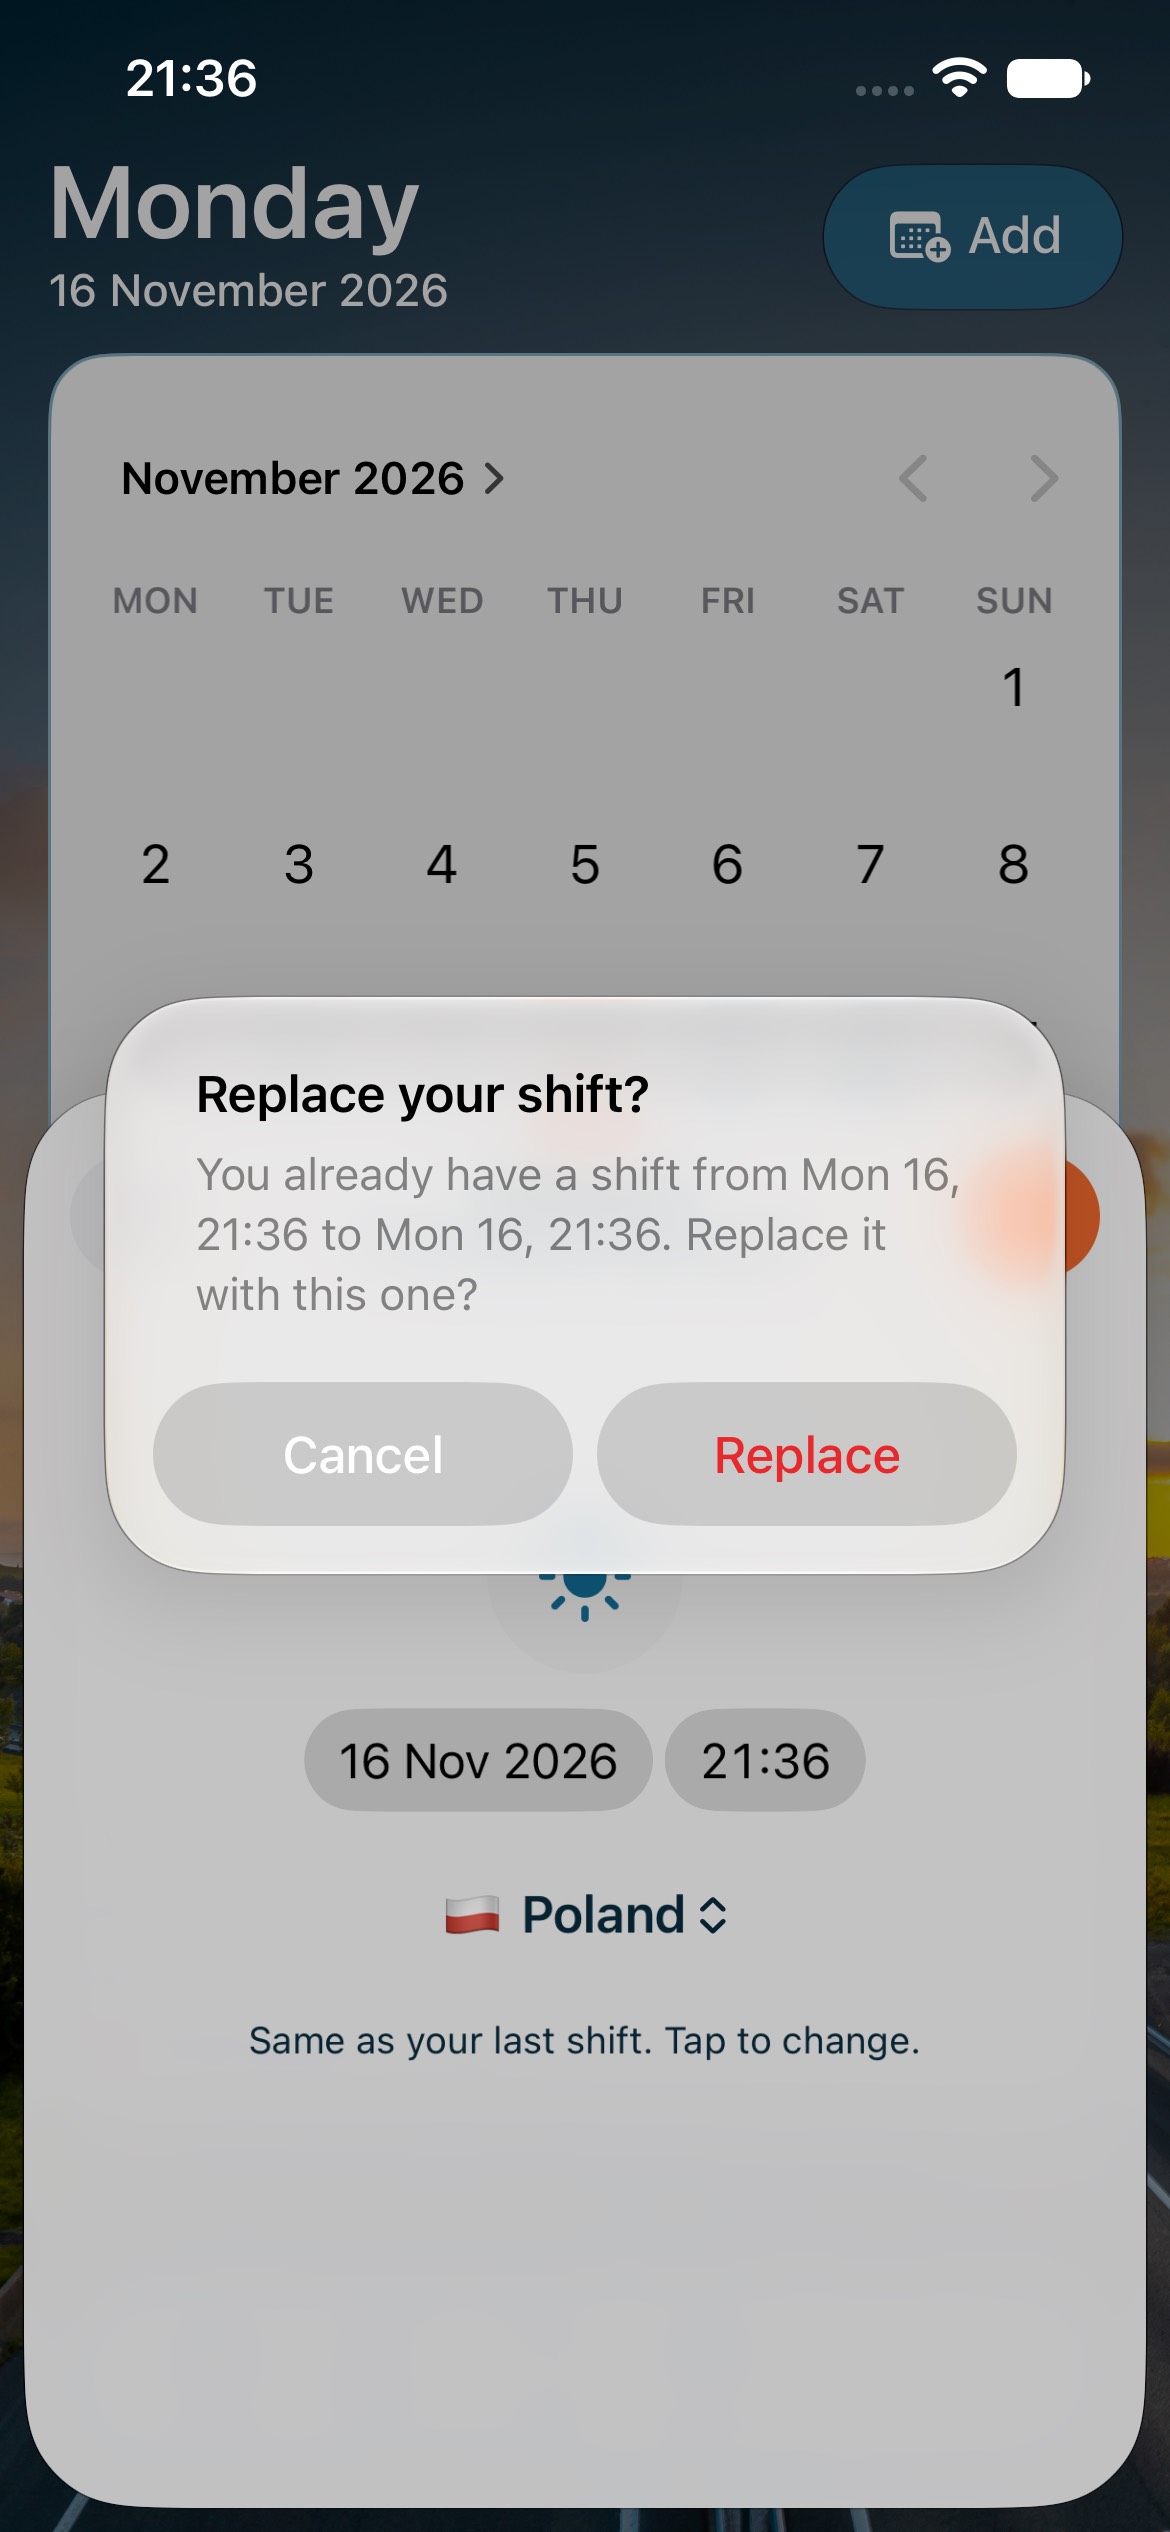 21:36
Monday
16 November 2026
Add
November 2026
MON TUE WED THU FRI SAT SUN
1
2 3 4 5 6 7 8
Replace your shift?
You already have a shift from Mon 16,
21:36 to Mon 16, 21:36. Replace it
with this one?
Cancel Replace
16 Nov 2026 21:36
Poland
Same as your last shift. Tap to change.